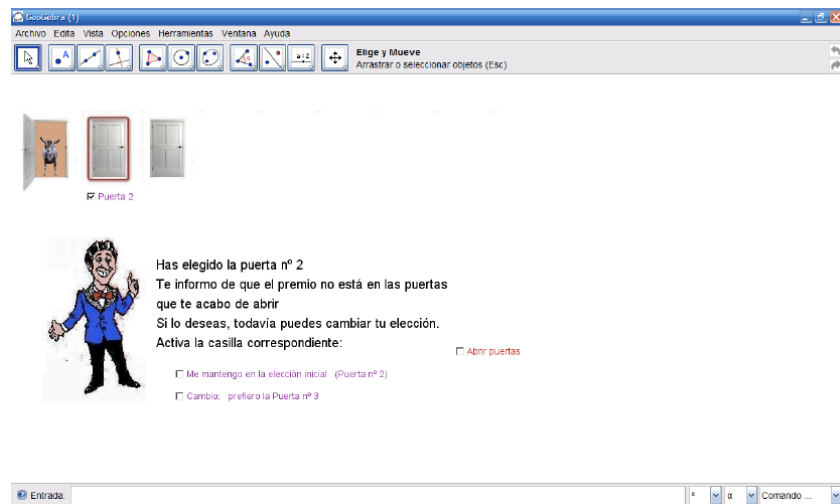 GeoGebra (1)
Archivo Edita Vista Opciones Herramientas Ventana Ayuda
A
a=2
Elige y Mueve
Arrastrar o seleccionar objetos (Esc)
Puerta 2
Has elegido la puerta nº 2
Te informo de que el premio no está en las puertas
que te acabo de abrir
Si lo deseas, todavía puedes cambiar tu elección.
Activa la casilla correspondiente:
Abrir puertas
Me mantengo en la elección inicial (Puerta nº 2)
Cambio: prefiero la Puerta nº 3
Entrada:
α
Comando ...